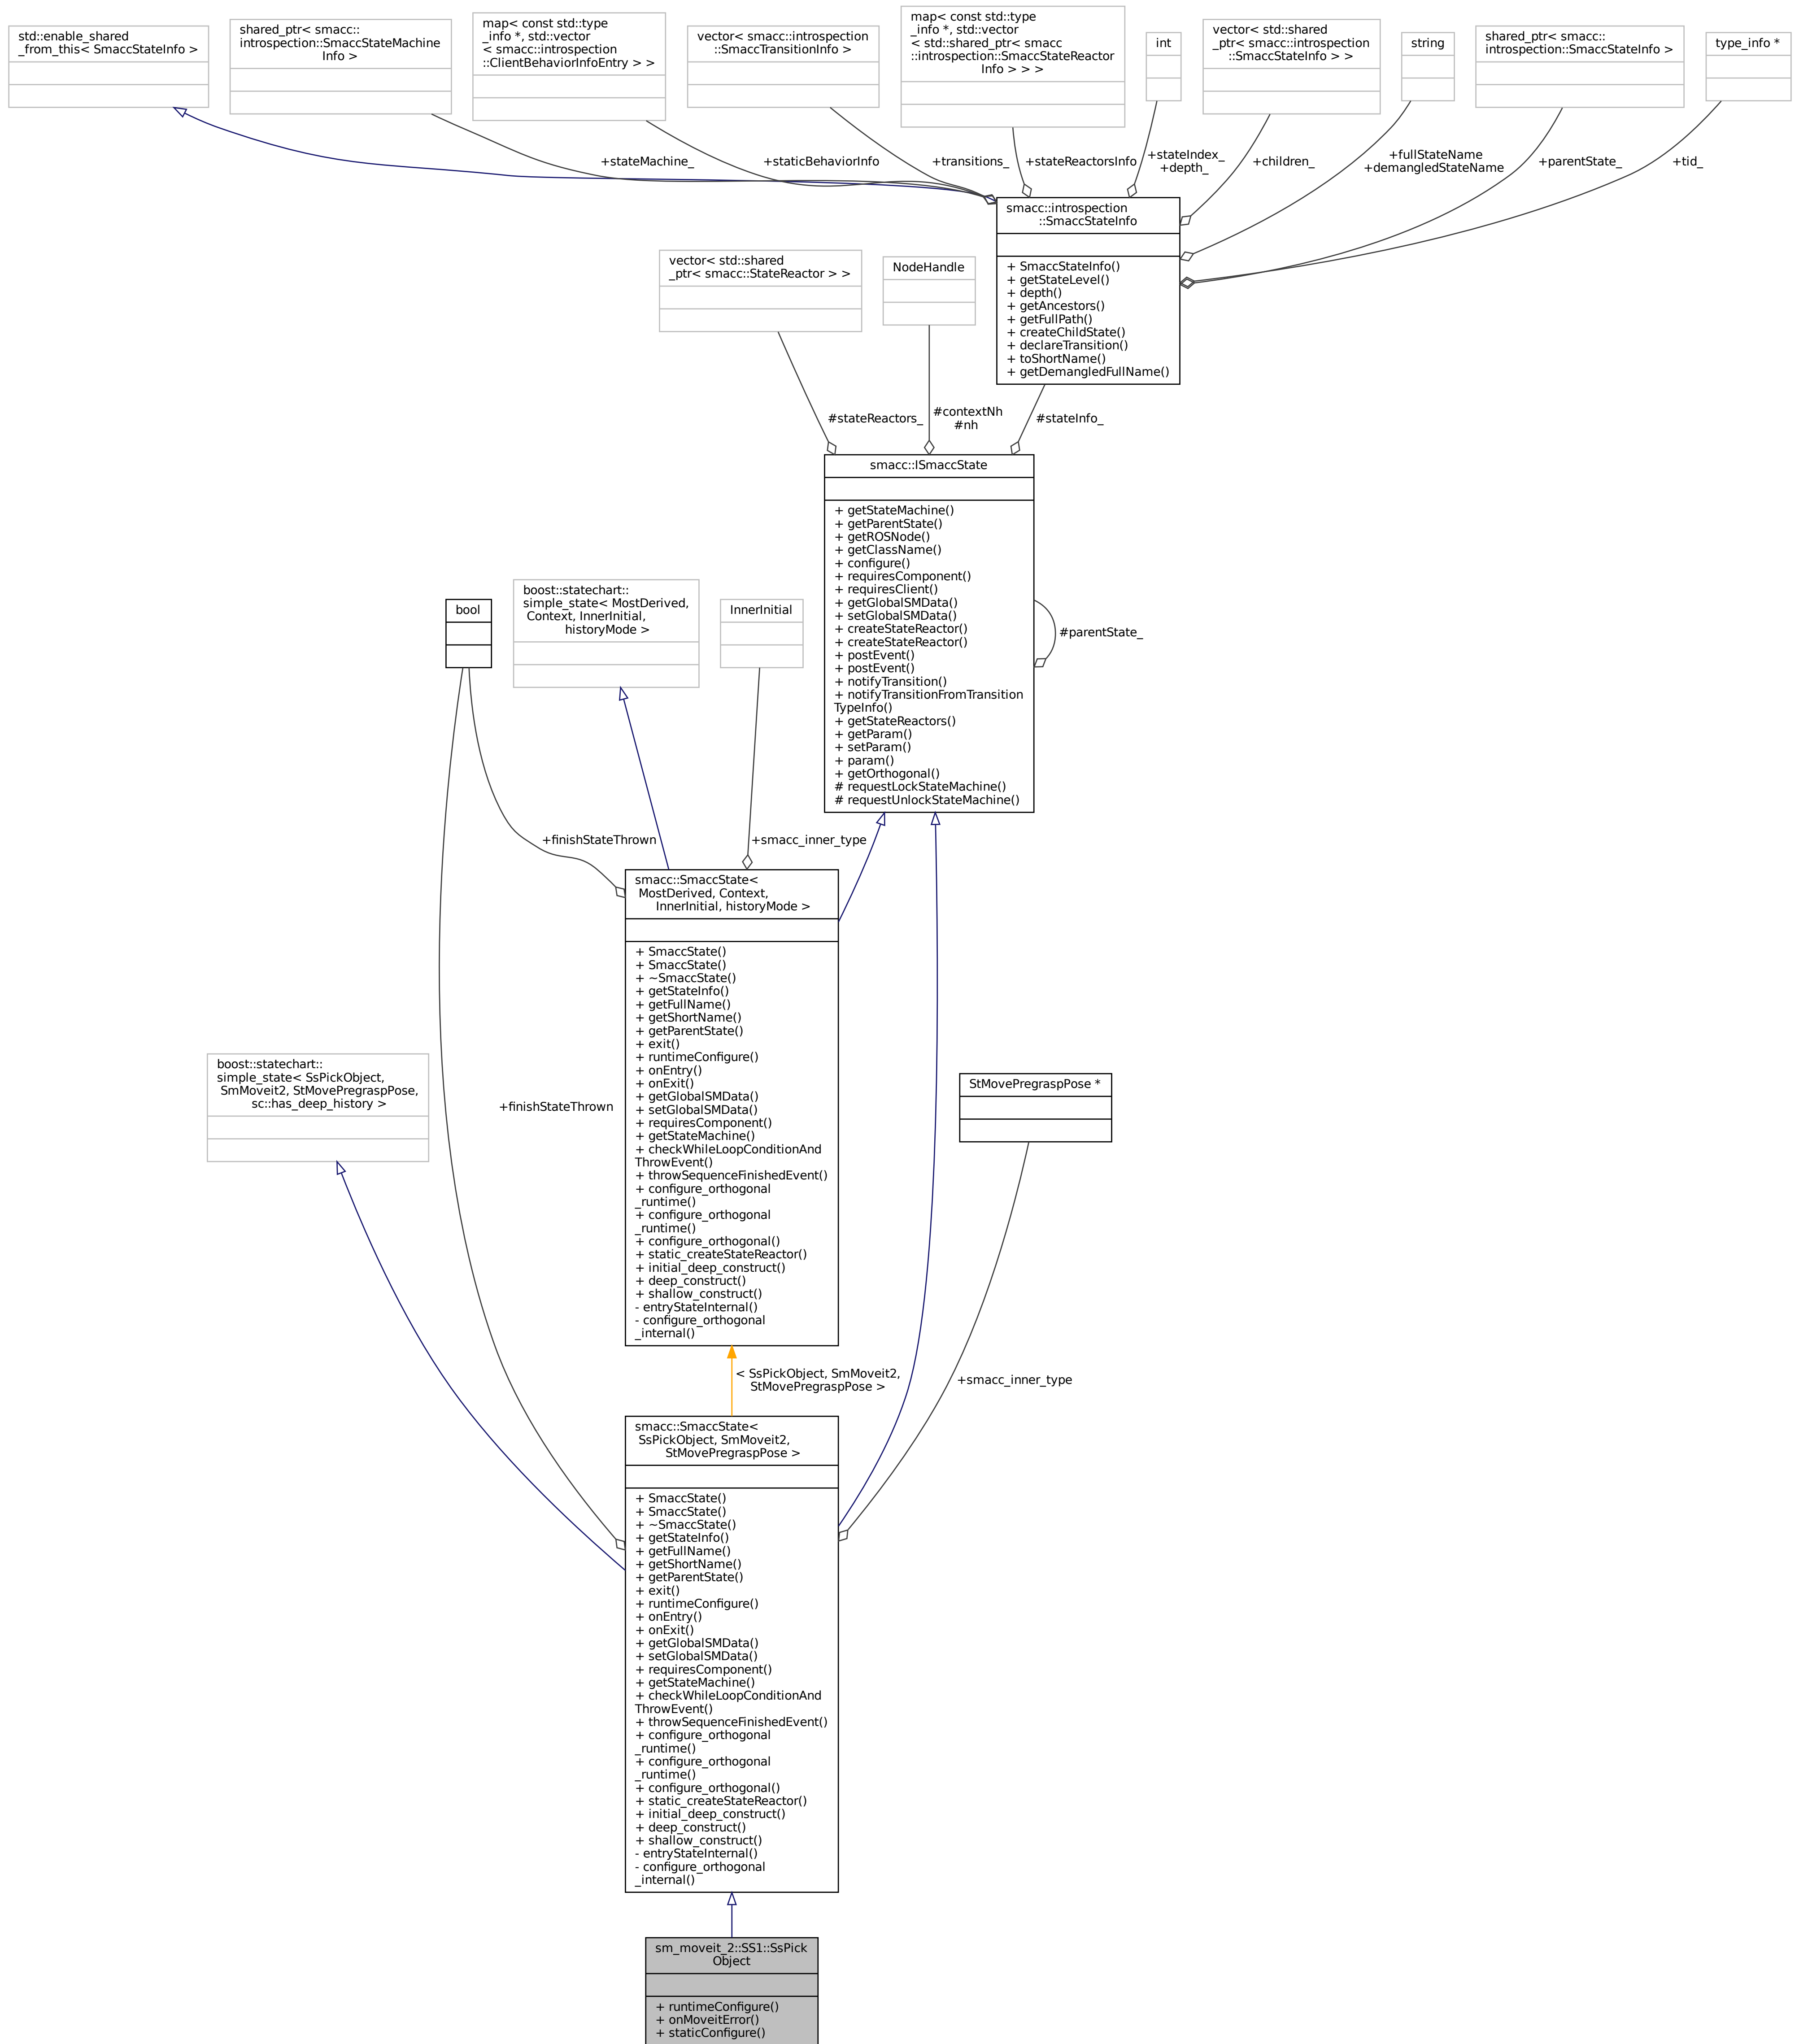 std::enable_shared
_from_this< SmaccStateInfo >
shared_ptr< smacc::
introspection::SmaccStateMachine
Info >
map< const std::type
_info *, std::vector
< smacc::introspection
::ClientBehaviorInfoEntry > >
vector< smacc::introspection
::SmaccTransitionInfo >
map< const std::type
_info *, std::vector
< std::shared_ptr< smacc
::introspection::SmaccStateReactor
Info > > >
int
vector< std::shared
_ptr< smacc::introspection
::SmaccStateInfo > >
string
shared_ptr< smacc::
introspection::SmaccStateInfo >
type_info *
+stateMachine_
+staticBehaviorInfo
+transitions_
+stateReactorsInfo
+stateIndex_
+depth_
+children_
+fullStateName
+demangledStateName
+parentState_
+tid_
smacc::introspection
::SmaccStateInfo
+ SmaccStateInfo()
+ getStateLevel()
+ depth()
+ getAncestors()
+ getFullPath()
+ createChildState()
+ declareTransition()
+ toShortName()
+ getDemangledFullName()
vector< std::shared
_ptr< smacc::StateReactor > >
NodeHandle
#stateReactors_
#contextNh
#nh
#stateInfo_
smacc::ISmaccState
+ getStateMachine()
+ getParentState()
+ getROSNode()
+ getClassName()
+ configure()
+ requiresComponent()
+ requiresClient()
+ getGlobalSMData()
+ setGlobalSMData()
+ createStateReactor()
+ createStateReactor()
+ postEvent()
+ postEvent()
+ notifyTransition()
+ notifyTransitionFromTransition
TypeInfo()
+ getStateReactors()
+ getParam()
+ setParam()
+ param()
+ getOrthogonal()
# requestLockStateMachine()
# requestUnlockStateMachine()
#parentState_
bool
boost::statechart::
simple_state< MostDerived,
Context, InnerInitial,
historyMode >
InnerInitial
+finishStateThrown
+smacc_inner_type
smacc::SmaccState<
MostDerived, Context,
InnerInitial, historyMode >
+ SmaccState()
+ SmaccState()
+ ~SmaccState()
+ getStateInfo()
+ getFullName()
+ getShortName()
+ getParentState()
+ exit()
+ runtimeConfigure()
+ onEntry()
+ onExit()
+ getGlobalSMData()
+ setGlobalSMData()
+ requiresComponent()
+ getStateMachine()
+ checkWhileLoopConditionAnd
ThrowEvent()
+ throwSequenceFinishedEvent()
+ configure_orthogonal
_runtime()
+ configure_orthogonal
_runtime()
+ configure_orthogonal()
+ static_createStateReactor()
+ initial_deep_construct()
+ deep_construct()
+ shallow_construct()
- entryStateInternal()
- configure_orthogonal
_internal()
boost::statechart::
simple_state< SsPickObject,
SmMoveit2, StMovePregraspPose,
sc::has_deep_history >
+finishStateThrown
StMovePregraspPose *
< SsPickObject, SmMoveit2,
StMovePregraspPose >
+smacc_inner_type
smacc::SmaccState<
SsPickObject, SmMoveit2,
StMovePregraspPose >
+ SmaccState()
+ SmaccState()
+ ~SmaccState()
+ getStateInfo()
+ getFullName()
+ getShortName()
+ getParentState()
+ exit()
+ runtimeConfigure()
+ onEntry()
+ onExit()
+ getGlobalSMData()
+ setGlobalSMData()
+ requiresComponent()
+ getStateMachine()
+ checkWhileLoopConditionAnd
ThrowEvent()
+ throwSequenceFinishedEvent()
+ configure_orthogonal
_runtime()
+ configure_orthogonal
_runtime()
+ configure_orthogonal()
+ static_createStateReactor()
+ initial_deep_construct()
+ deep_construct()
+ shallow_construct()
- entryStateInternal()
- configure_orthogonal
_internal()
sm_moveit_2::SS1::SsPick
Object
+ runtimeConfigure()
+ onMoveitError()
+ staticConfigure()